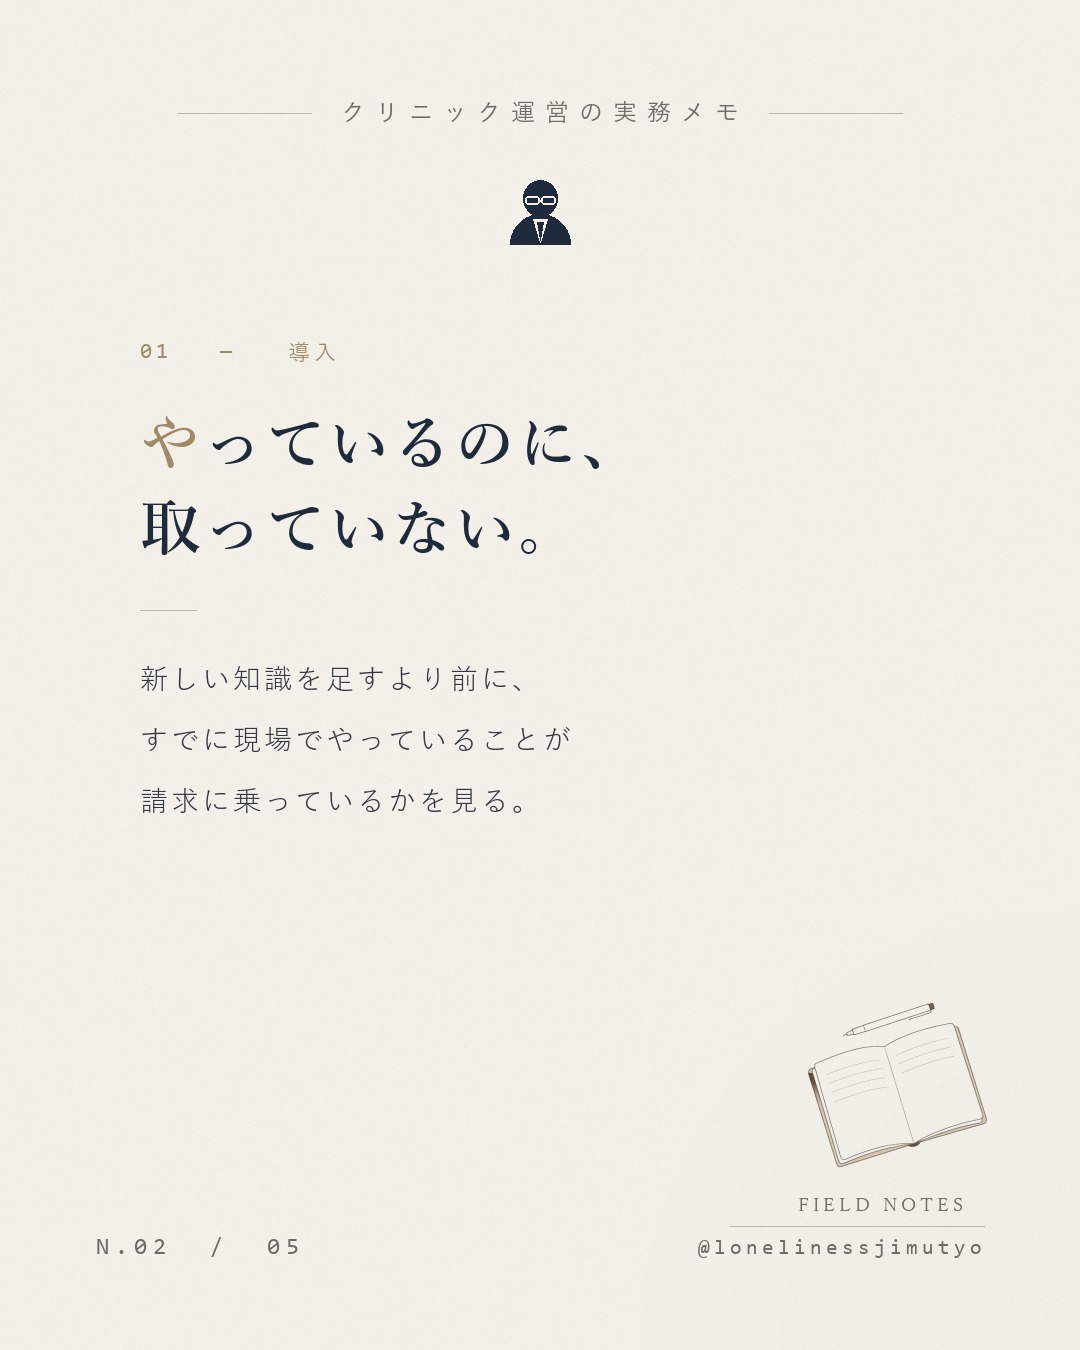 クリニック運営の実務メモ
01 — 導入
やっているのに、
取っていない。
新しい知識を足すより前に、
すでに現場でやっていることが
請求に乗っているかを見る。
FIELD NOTES
N.02 / 05
@lonelinessjimutyo